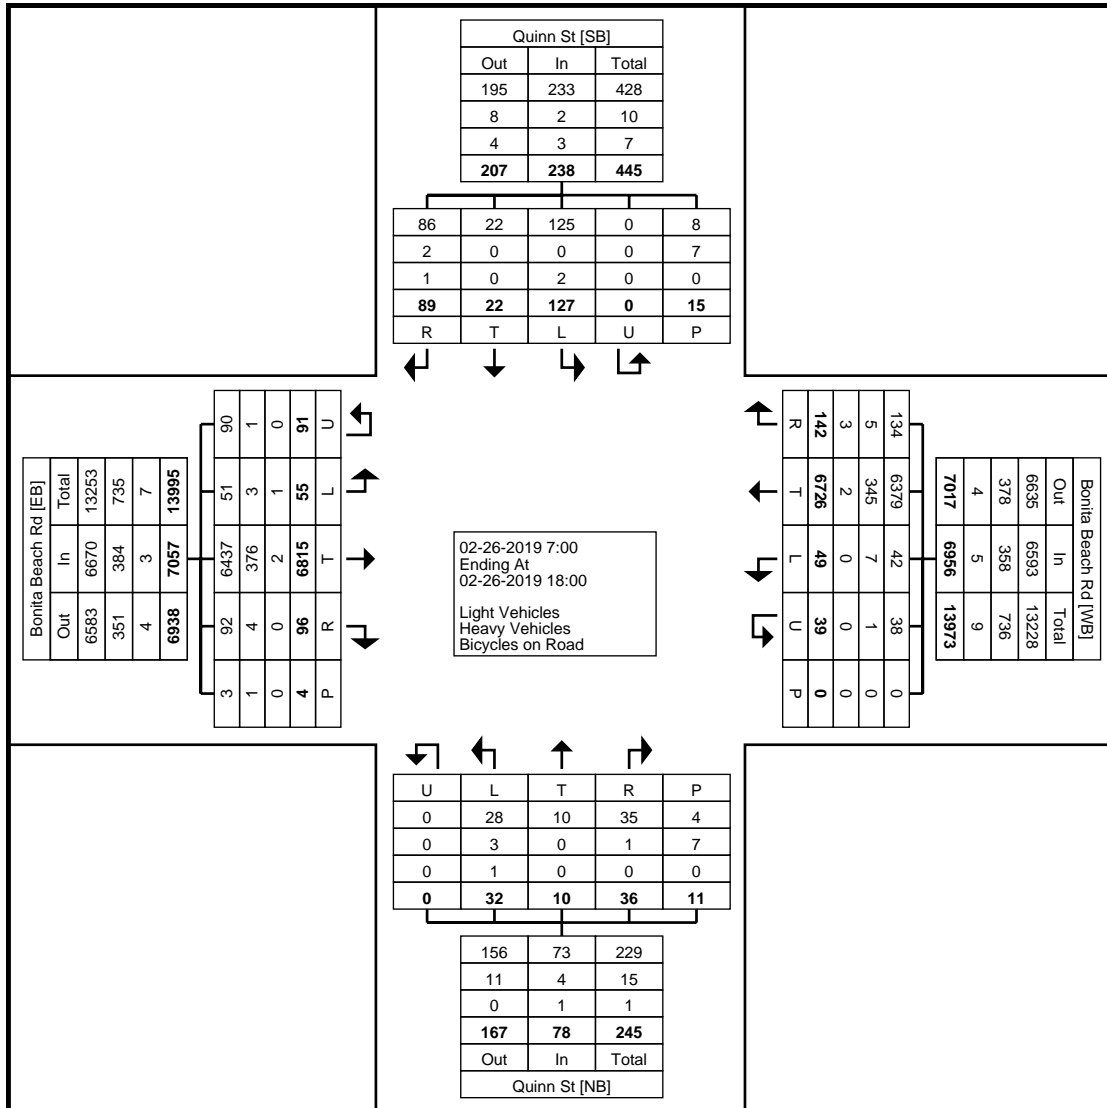 Quinn St [SB]
Out In Total
195 233 428
8 2 10
4 3 7
207 238 445
86 22 125 0 8
2 0 0 0 7
1 0 2 0 0
89 22 127 0 15
R T L U P
Bonita Beach Rd [EB]
Out In Total
6583 6670 13253
351 384 735
4 3 7
6938 7057 13995
3 92 6437 51 90
1 4 376 3 1
0 0 2 1 0
4 96 6815 55 91
P R T L U
02-26-2019 7:00
Ending At
02-26-2019 18:00
Light Vehicles
Heavy Vehicles
Bicycles on Road
Bonita Beach Rd [WB]
Out In Total
6635 6593 13228
378 358 736
4 5 9
7017 6956 13973
134 6379 42 38 0
5 345 7 1 0
3 2 0 0 0
142 6726 49 39 0
R T L U P
U L T R P
0 28 10 35 4
0 3 0 1 7
0 1 0 0 0
0 32 10 36 11
156 73 229
11 4 15
0 1 1
167 78 245
Out In Total
Quinn St [NB]